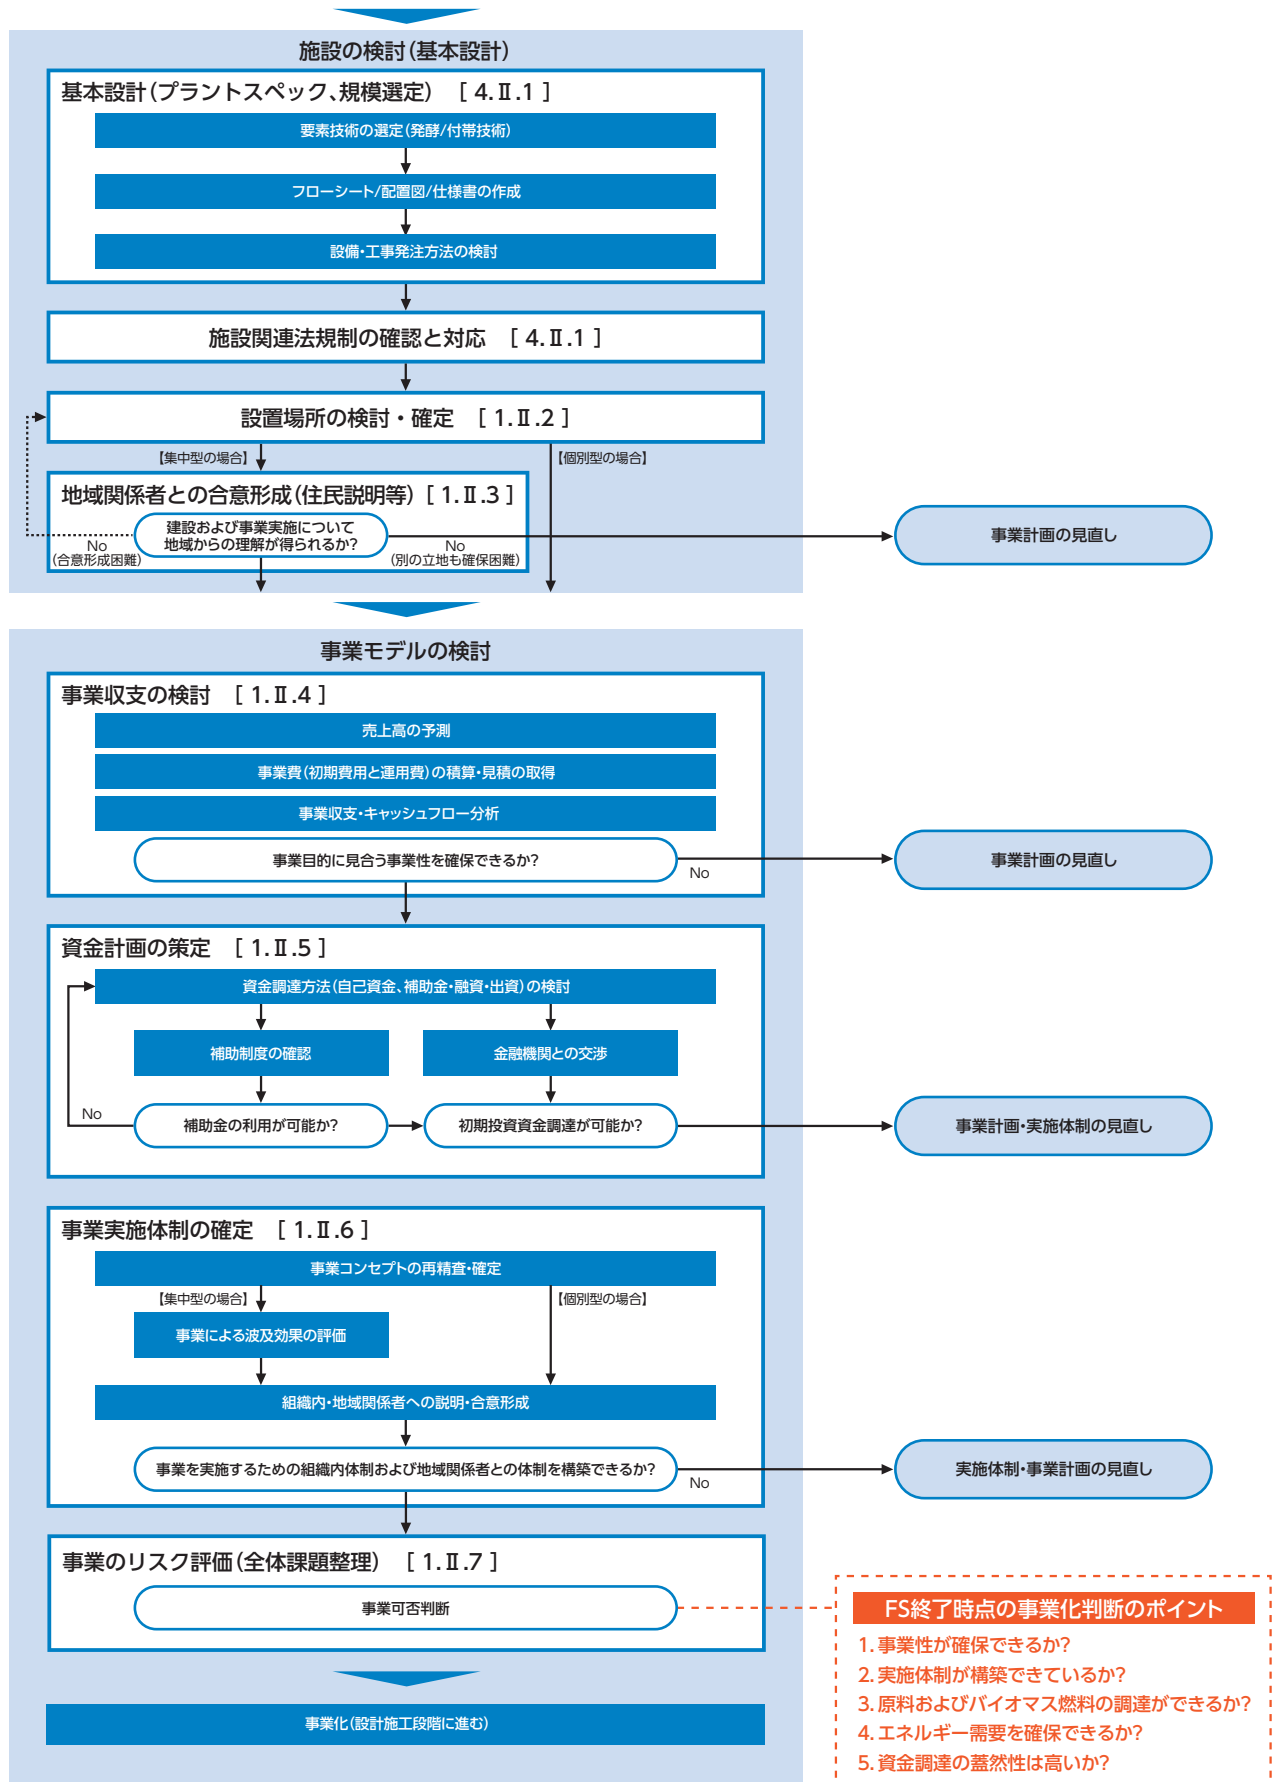 施設の検討(基本設計)
基本設計(プラントスペック、規模選定) [ 4.Ⅱ.1 ]
要素技術の選定(発酵/付帯技術)
フローシート/配置図/仕様書の作成
設備・工事発注方法の検討
施設関連法規制の確認と対応 [ 4.Ⅱ.1 ]
設置場所の検討・確定 [ 1.Ⅱ.2 ]
【集中型の場合】
【個別型の場合】
地域関係者との合意形成(住民説明等) [ 1.Ⅱ.3 ]
建設および事業実施について
地域からの理解が得られるか?
No
(合意形成困難)
No
(別の立地も確保困難)
事業計画の見直し
事業モデルの検討
事業収支の検討 [ 1.Ⅱ.4 ]
売上高の予測
事業費(初期費用と運用費)の積算・見積の取得
事業収支・キャッシュフロー分析
事業目的に見合う事業性を確保できるか?
No
事業計画の見直し
資金計画の策定 [ 1.Ⅱ.5 ]
資金調達方法(自己資金、補助金・融資・出資)の検討
補助制度の確認
金融機関との交渉
No
補助金の利用が可能か?
初期投資資金調達が可能か?
事業計画・実施体制の見直し
事業実施体制の確定 [ 1.Ⅱ.6 ]
事業コンセプトの再精査・確定
【集中型の場合】
【個別型の場合】
事業による波及効果の評価
組織内・地域関係者への説明・合意形成
事業を実施するための組織内体制および地域関係者との体制を構築できるか?
No
実施体制・事業計画の見直し
事業のリスク評価(全体課題整理) [ 1.Ⅱ.7 ]
事業可否判断
事業化(設計施工段階に進む)
FS終了時点の事業化判断のポイント
1. 事業性が確保できるか?
2. 実施体制が構築できているか?
3. 原料およびバイオマス燃料の調達ができるか?
4. エネルギー需要を確保できるか?
5. 資金調達の蓋然性は高いか?